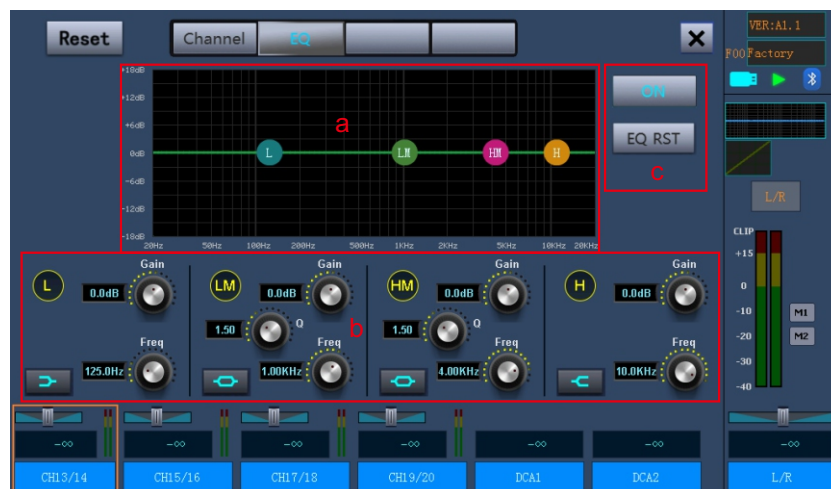 Reset
Channel
EQ
VER:A1.1
F00Factory
+18dB
+12dB
+6dB
0dB
-6dB
-12dB
-18dB
a
L
LM
HM
H
20Hz 50Hz 100Hz 200Hz 500Hz 1KHz 2KHz 5KHz 10KHz 20KHz
ON
EQ RST
c
L/R
CLIP
+15
0
-10
-20
-30
-40
M1
M2
L
Gain
0.0dB
Freq
125.0Hz
LM
Gain
0.0dB
1.50
Q
Freq
1.00KHz
b
HM
Gain
0.0dB
1.50
Q
Freq
4.00KHz
H
Gain
0.0dB
Freq
10.0KHz
-∞ -∞ -∞ -∞ -∞ -∞ -∞
CH13/14 CH15/16 CH17/18 CH19/20 DCA1 DCA2 L/R